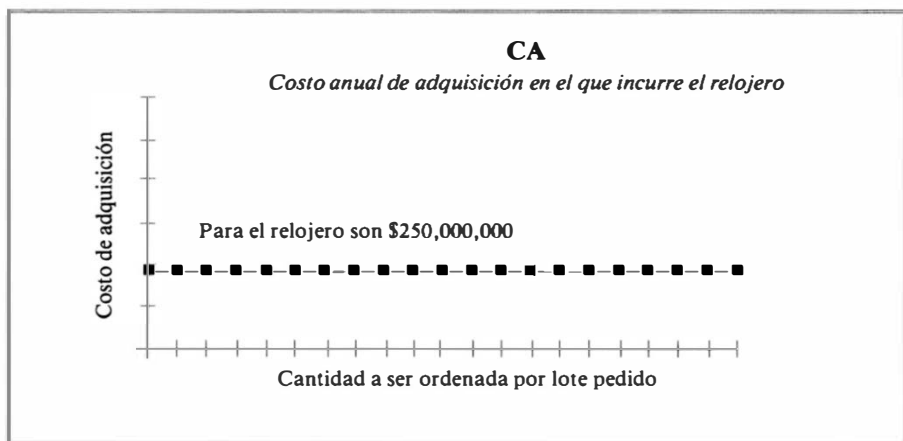 CA
Costo anual de adquisición en el que incurre el relojero
Costo de adquisición
Para el relojero son $250,000,000
Cantidad a ser ordenada por lote pedido